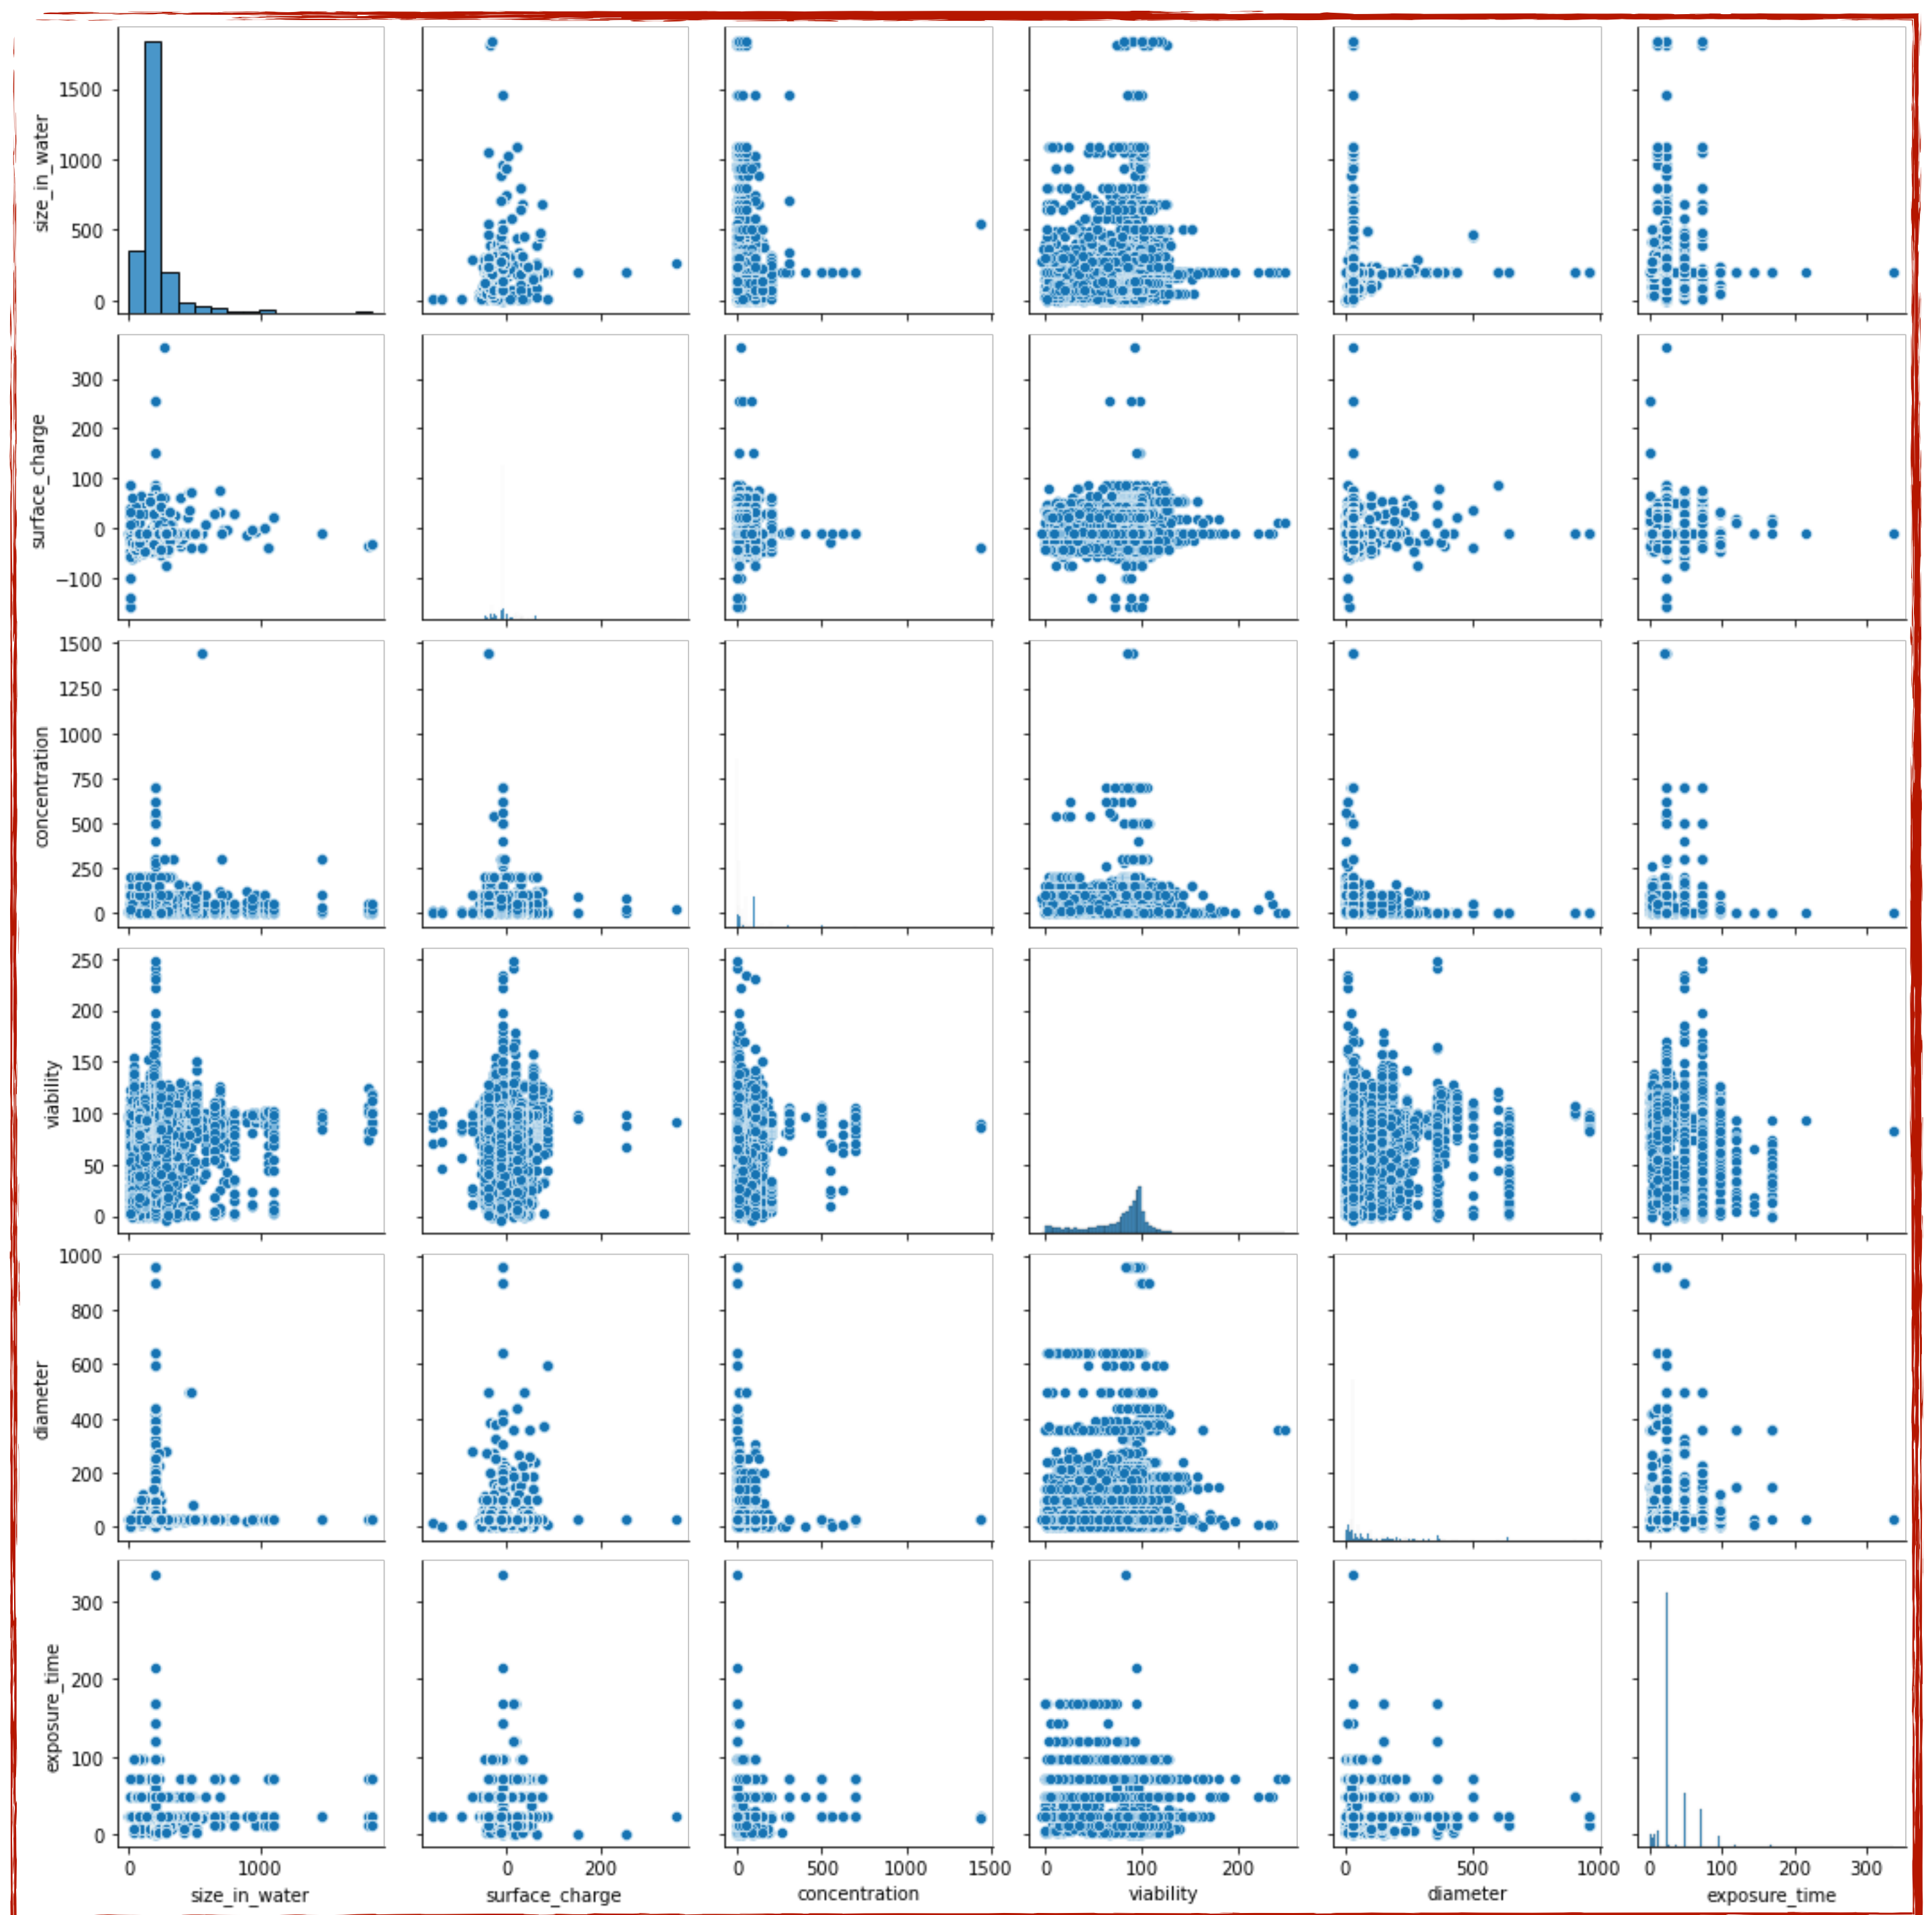 size_in_water
1500
1000
500
0
surface_charge
300
200
100
0
−100
concentration
1500
1250
1000
750
500
250
0
viability
250
200
150
100
50
0
diameter
1000
800
600
400
200
0
exposure_time
300
200
100
0
0 1000
0 200
0 500 1000 1500
0 100 200
0 500 1000
0 100 200 300
size_in_water
surface_charge
concentration
viability
diameter
exposure_time